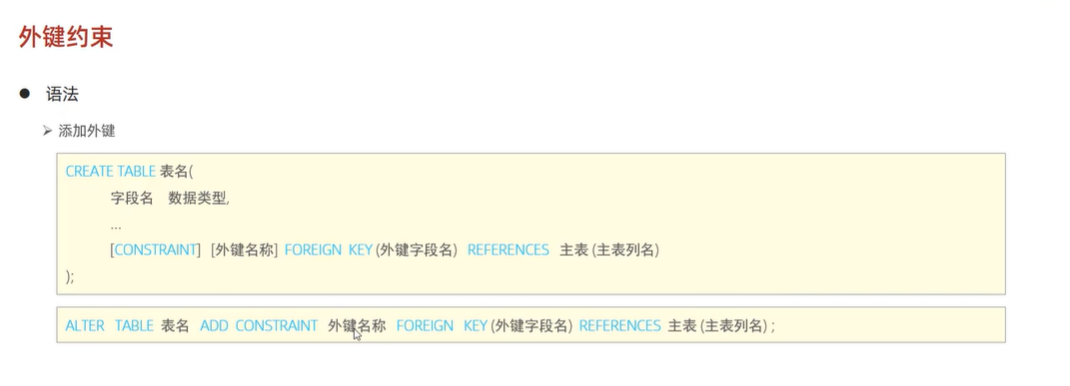 外键约束
● 语法
➢ 添加外键
CREATE TABLE 表名(
字段名 数据类型,
...
[CONSTRAINT] [外键名称] FOREIGN KEY (外键字段名) REFERENCES 主表 (主表列名)
);
ALTER TABLE 表名 ADD CONSTRAINT 外键名称 FOREIGN KEY (外键字段名) REFERENCES 主表 (主表列名) ;